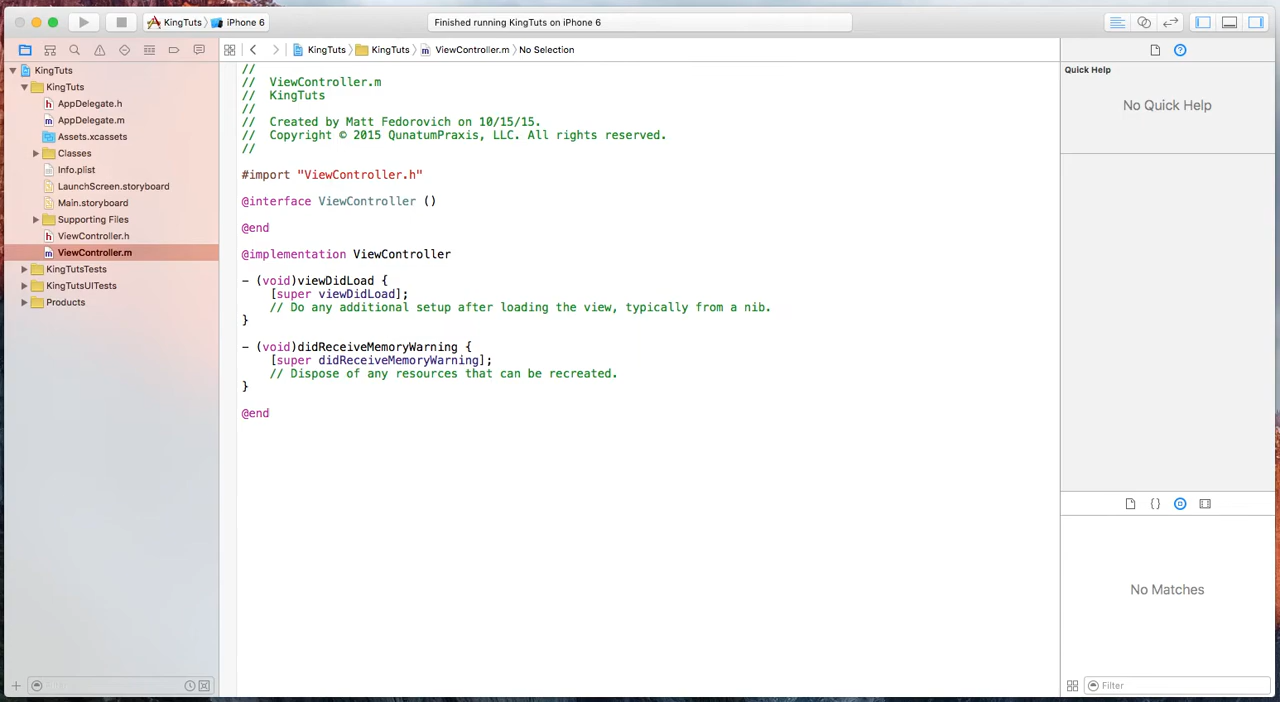 KingTuts iPhone 6
Finished running KingTuts on iPhone 6
KingTuts KingTuts ViewController.m No Selection
KingTuts
KingTuts
AppDelegate.h
AppDelegate.m
Assets.xcassets
Classes
Info.plist
LaunchScreen.storyboard
Main.storyboard
Supporting Files
ViewController.h
ViewController.m
KingTutsTests
KingTutsUITests
Products
//
//  ViewController.m
//  KingTuts
//
//  Created by Matt Fedorovich on 10/15/15.
//  Copyright © 2015 QunatumPraxis, LLC. All rights reserved.
//
#import "ViewController.h"
@interface ViewController ()
@end
@implementation ViewController
- (void)viewDidLoad {
[super viewDidLoad];
// Do any additional setup after loading the view, typically from a nib.
}
- (void)didReceiveMemoryWarning {
[super didReceiveMemoryWarning];
// Dispose of any resources that can be recreated.
}
@end
Quick Help
No Quick Help
No Matches
Filter